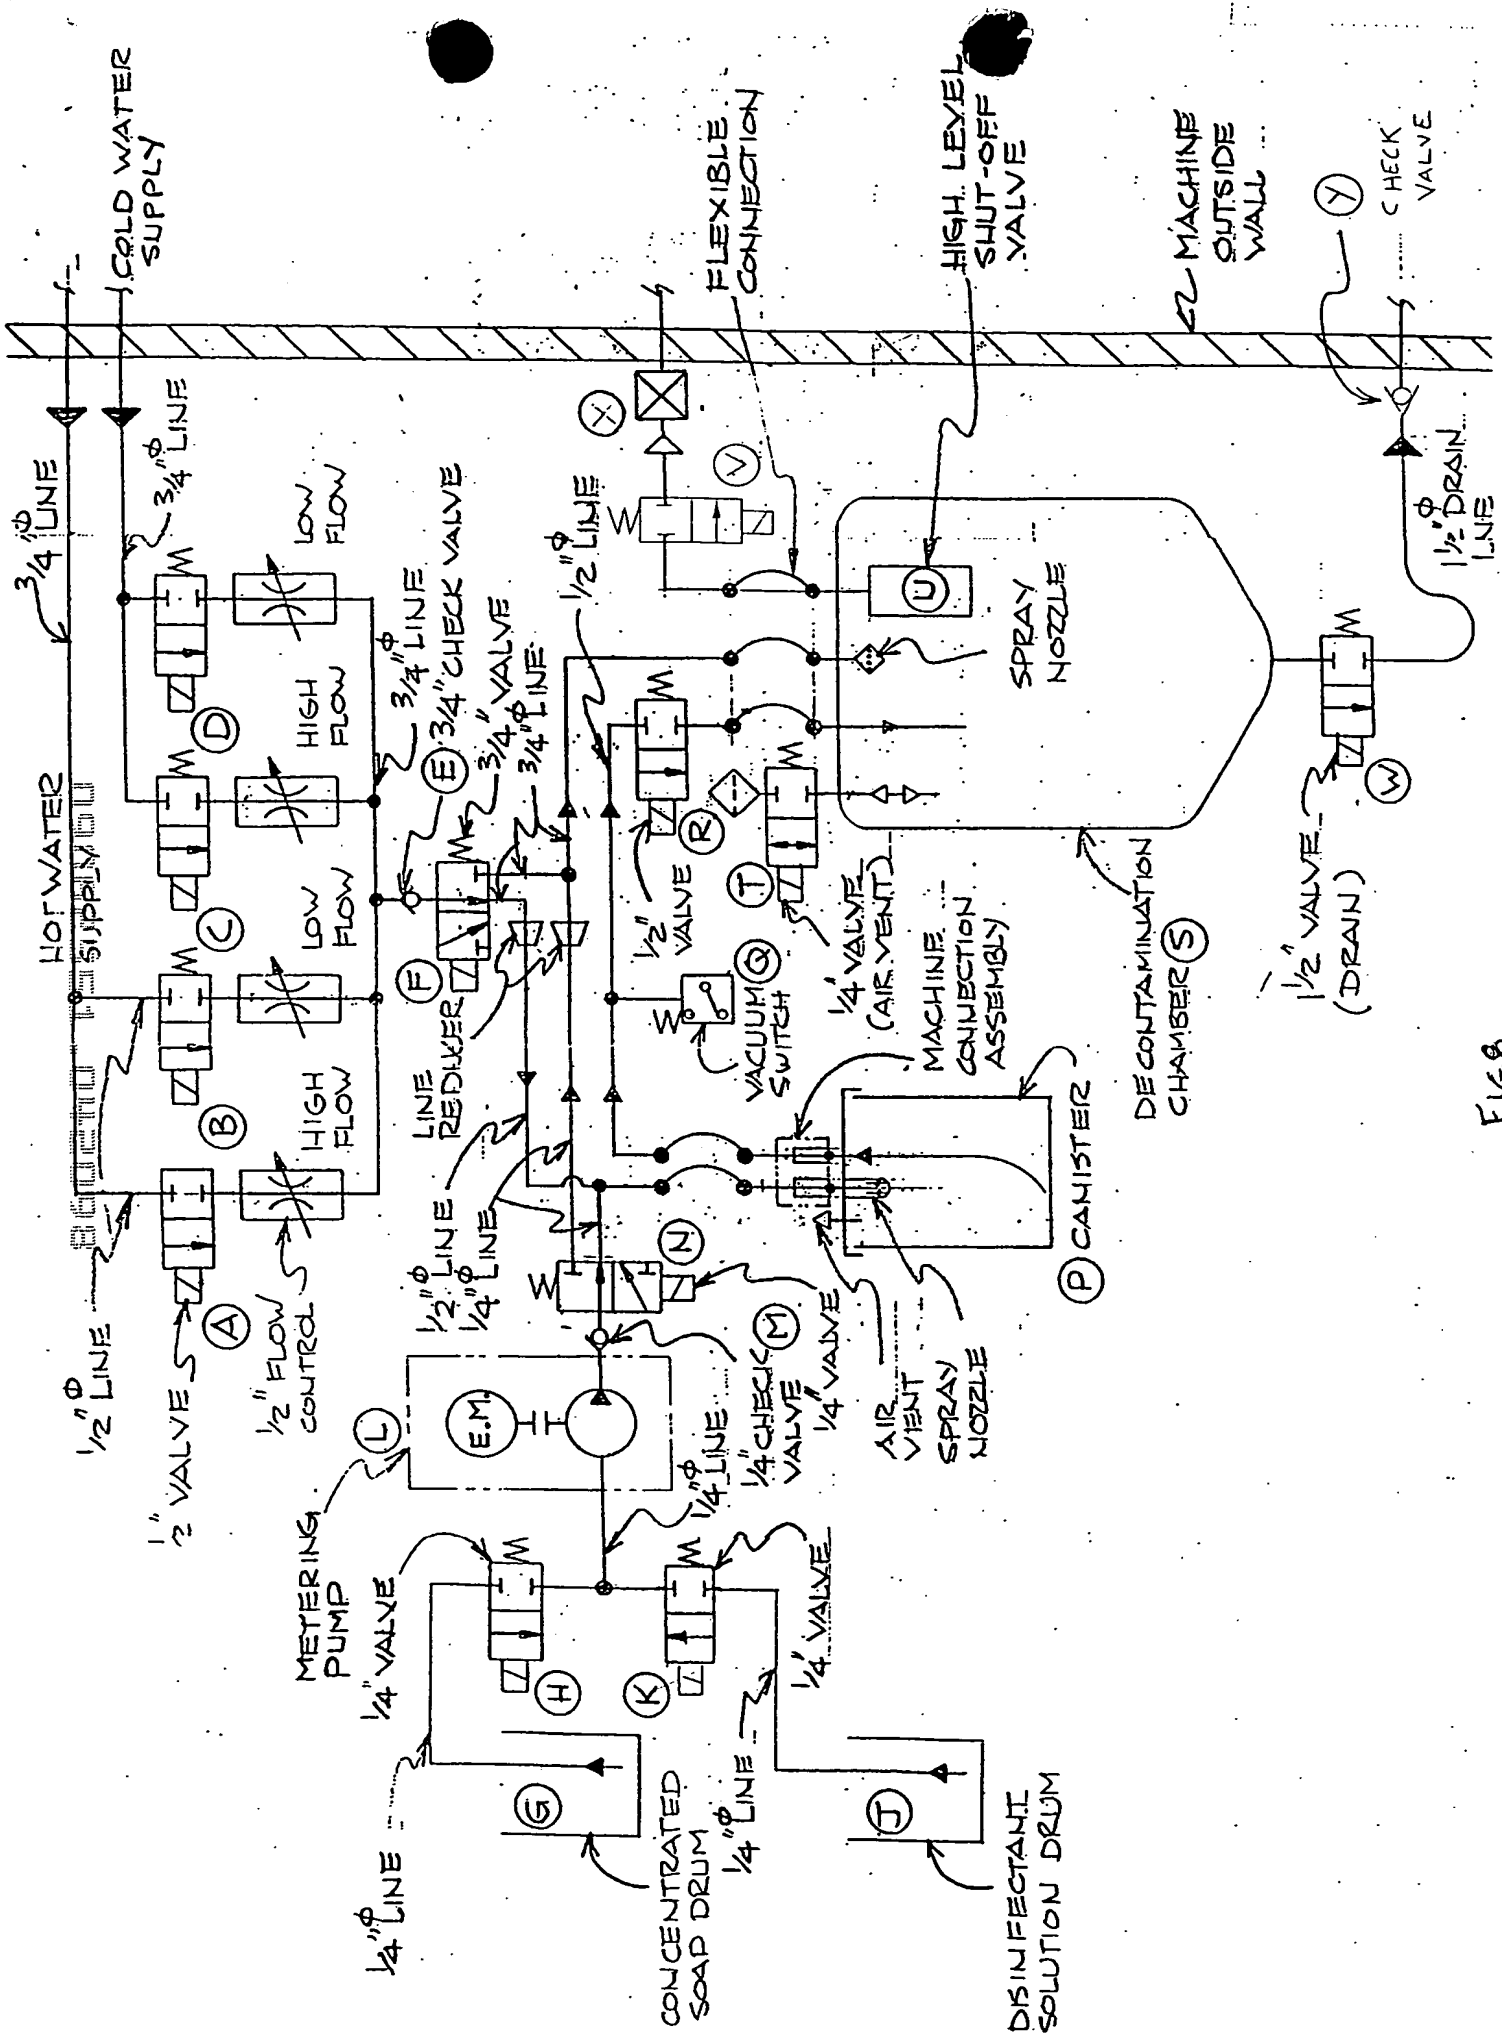 1/2"ϕ LINE
1/2" VALVE
A
1/2" FLOW
CONTROL
HIGH
FLOW
B
LOW
FLOW
C
HIGH
FLOW
D
LOW
FLOW
HOT WATER
SUPPLY
3/4"ϕ LINE
3/4"ϕ LINE
COLD WATER
SUPPLY
3/4"ϕ LINE
E
3/4" CHECK VALVE
3/4" VALVE
3/4"ϕ LINE
F
LINE
REDUCER
1/2"ϕ LINE
1/4"ϕ LINE
1/2"ϕ LINE
METERING
PUMP
L
E.M.
1/4" VALVE
H
K
1/4" VALVE
1/4"ϕ LINE
1/4"ϕ LINE
G
CONCENTRATED
SOAP DRUM
1/4"ϕ LINE
J
DISINFECTANT
SOLUTION DRUM
1/4" CHECK
VALVE
M
1/4" VALVE
N
AIR
VENT
SPRAY
NOZZLE
P
CANISTER
MACHINE
CONNECTION
ASSEMBLY
VACUUM
SWITCH
Q
1/2"
VALVE
R
T
1/4" VALVE
(AIR VENT)
DECONTAMINATION
CHAMBER
S
SPRAY
NOZZLE
U
V
X
FLEXIBLE
CONNECTION
HIGH LEVEL
SHUT-OFF
VALVE
MACHINE
OUTSIDE
WALL
Y
CHECK
VALVE
1 1/2"ϕ DRAIN
LINE
W
1 1/2" VALVE
(DRAIN)